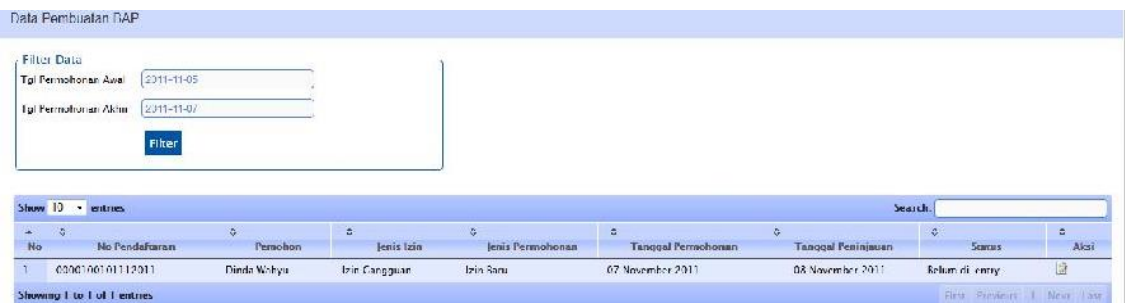 Data Pembuatan BAP
Filter Data
Tgl Permohonan Awal 2011-11-05
Tgl Permohonan Akhir 2011-11-07
Filter
Show 10 entries Search:
No No Pendaftaran Pemohon Jenis Izin Jenis Permohonan Tanggal Permohonan Tanggal Peninjauan Status Aksi
1 0000100101112011 Dinda Wahyu Izin Gangguan Izin Baru 07 November 2011 08 November 2011 Belum di entry
Showing 1 to 1 of 1 entries First Previous 1 Next Last